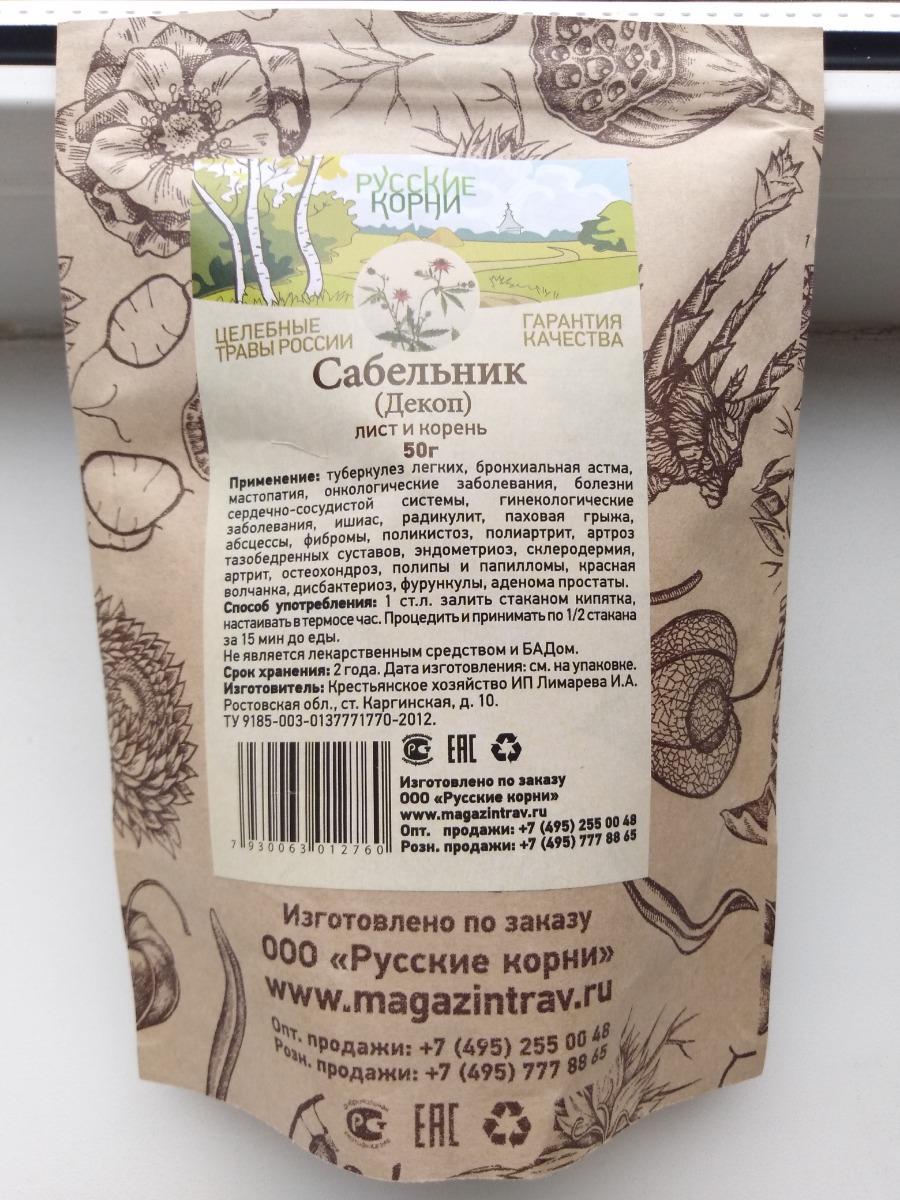 РУССКИЕ
КОРНИ
ЦЕЛЕБНЫЕ
ТРАВЫ РОССИИ
ГАРАНТИЯ
КАЧЕСТВА
Сабельник
(Декоп)
лист и корень
50г
Применение: туберкулез легких, бронхиальная астма,
мастопатия, онкологические заболевания, болезни
сердечно-сосудистой системы, гинекологические
заболевания, ишиас, радикулит, паховая грыжа,
абсцессы, фибромы, поликистоз, полиартрит, артроз
тазобедренных суставов, эндометриоз, склеродермия,
артрит, остеохондроз, полипы и папилломы, красная
волчанка, дисбактериоз, фурункулы, аденома простаты.
Способ употребления: 1 ст.л. залить стаканом кипятка,
настаивать в термосе час. Процедить и принимать по 1/2 стакана
за 15 мин до еды.
Не является лекарственным средством и БАДом.
Срок хранения: 2 года. Дата изготовления: см. на упаковке.
Изготовитель: Крестьянское хозяйство ИП Лимарева И.А.
Ростовская обл., ст. Каргинская, д. 10.
ТУ 9185-003-0137771770-2012.
РС ЕАС
Изготовлено по заказу
ООО «Русские корни»
www.magazintrav.ru
Опт. продажи: +7 (495) 255 00 48
Розн. продажи: +7 (495) 777 88 65
7 930063 012760
Изготовлено по заказу
ООО «Русские корни»
www.magazintrav.ru
Опт. продажи: +7 (495) 255 00 48
Розн. продажи: +7 (495) 777 88 65
РС ЕАС